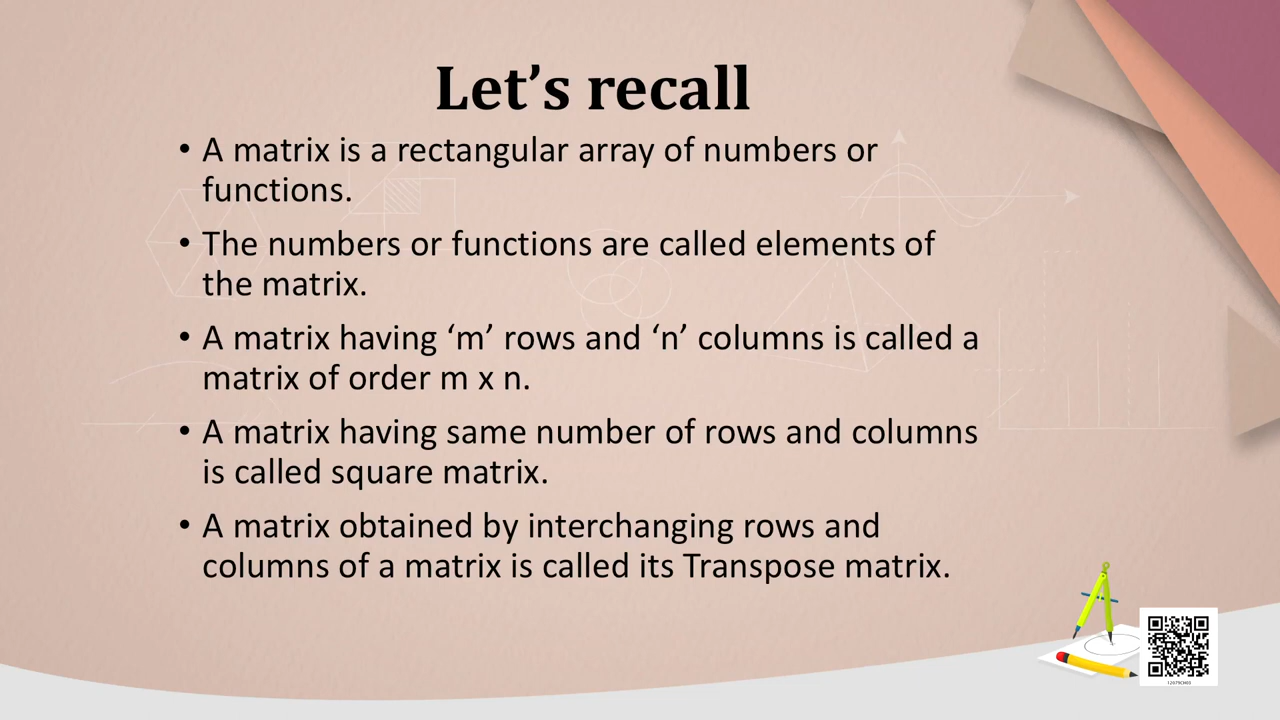 Let’s recall
• A matrix is a rectangular array of numbers or
functions.
• The numbers or functions are called elements of
the matrix.
• A matrix having ‘m’ rows and ‘n’ columns is called a
matrix of order m x n.
• A matrix having same number of rows and columns
is called square matrix.
• A matrix obtained by interchanging rows and
columns of a matrix is called its Transpose matrix.
12079CH03